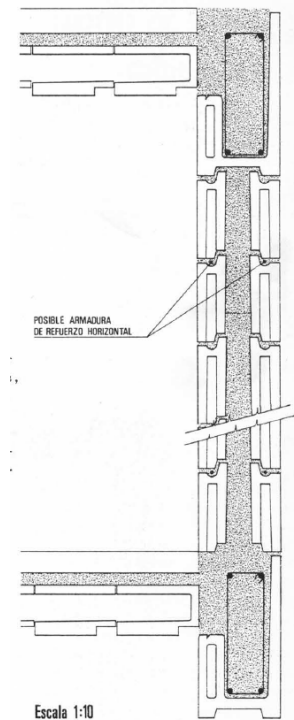 POSIBLE ARMADURA
DE REFUERZO HORIZONTAL
,
.
Escala 1:10